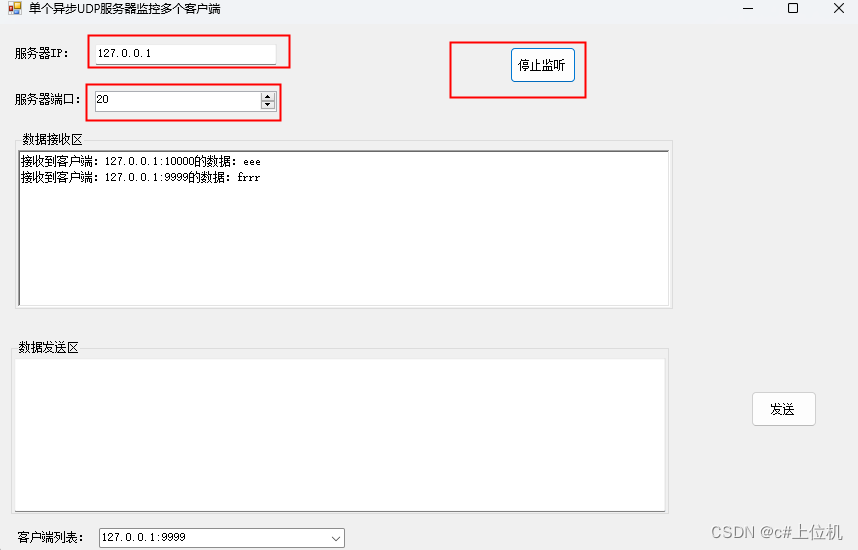 单个异步UDP服务器监控多个客户端
服务器IP:
127.0.0.1
停止监听
服务器端口:
20
数据接收区
接收到客户端: 127.0.0.1:10000的数据: eee
接收到客户端: 127.0.0.1:9999的数据: frrr
数据发送区
发送
客户端列表:
127.0.0.1:9999
CSDN @c#上位机